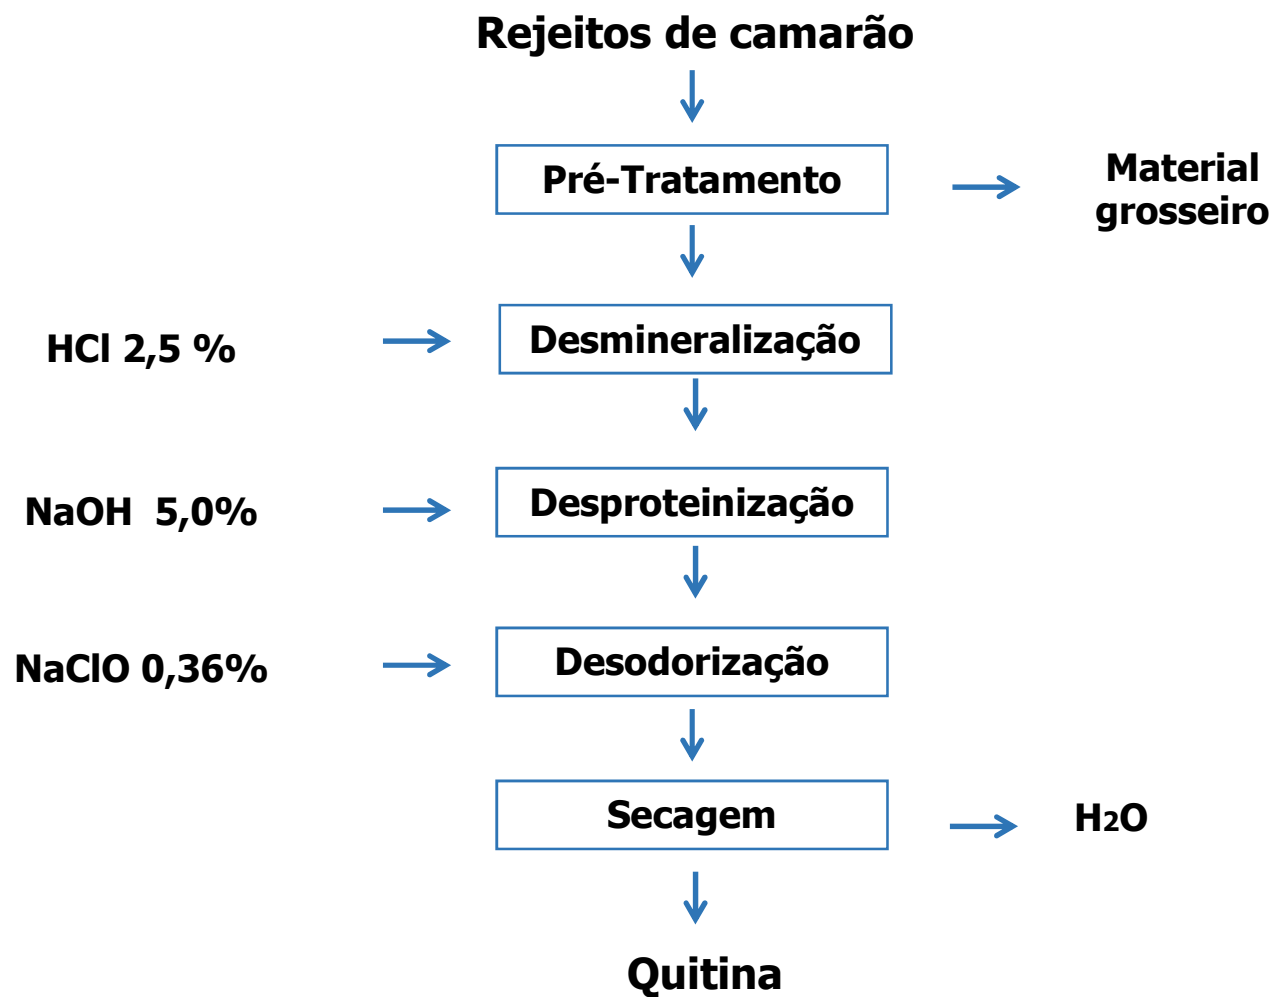 Rejeitos de camarão
Pré-Tratamento
Material
grosseiro
HCl 2,5 %
Desmineralização
NaOH 5,0%
Desproteinização
NaClO 0,36%
Desodorização
Secagem
H2O
Quitina